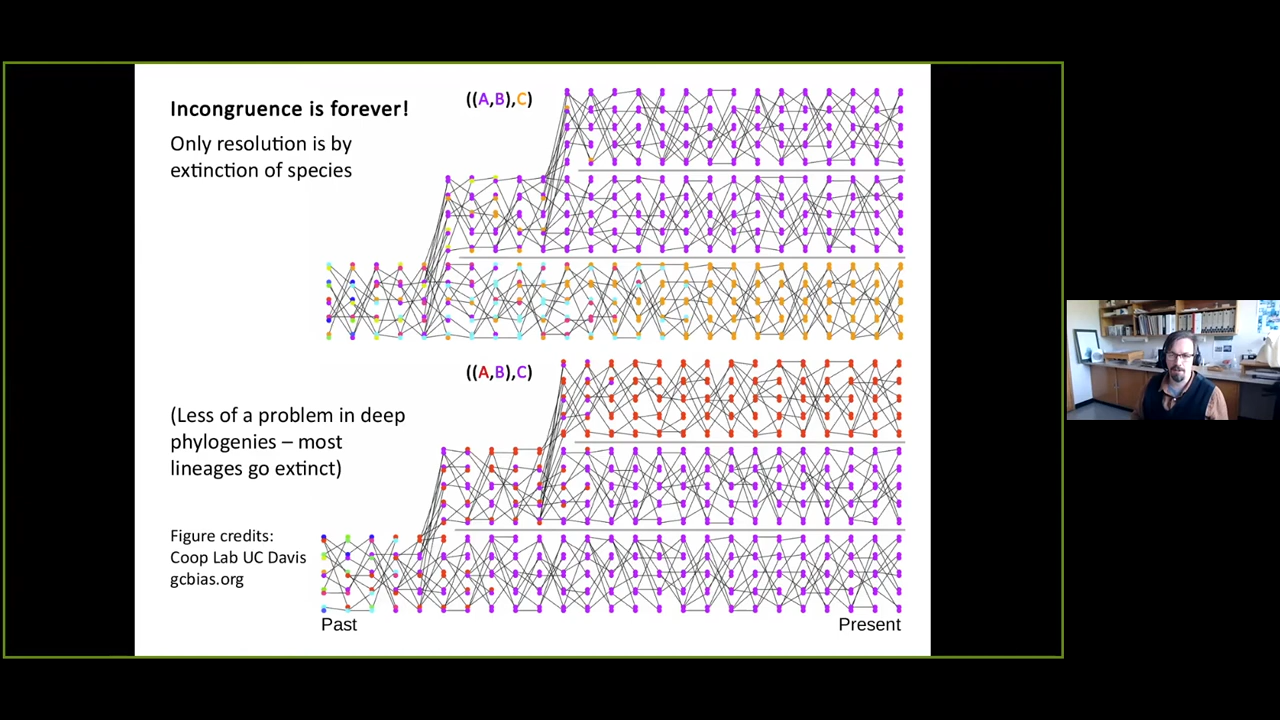 Incongruence is forever!
Only resolution is by
extinction of species
((A,B),C)
((A,B),C)
(Less of a problem in deep
phylogenies – most
lineages go extinct)
Figure credits:
Coop Lab UC Davis
gcbias.org
Past
Present